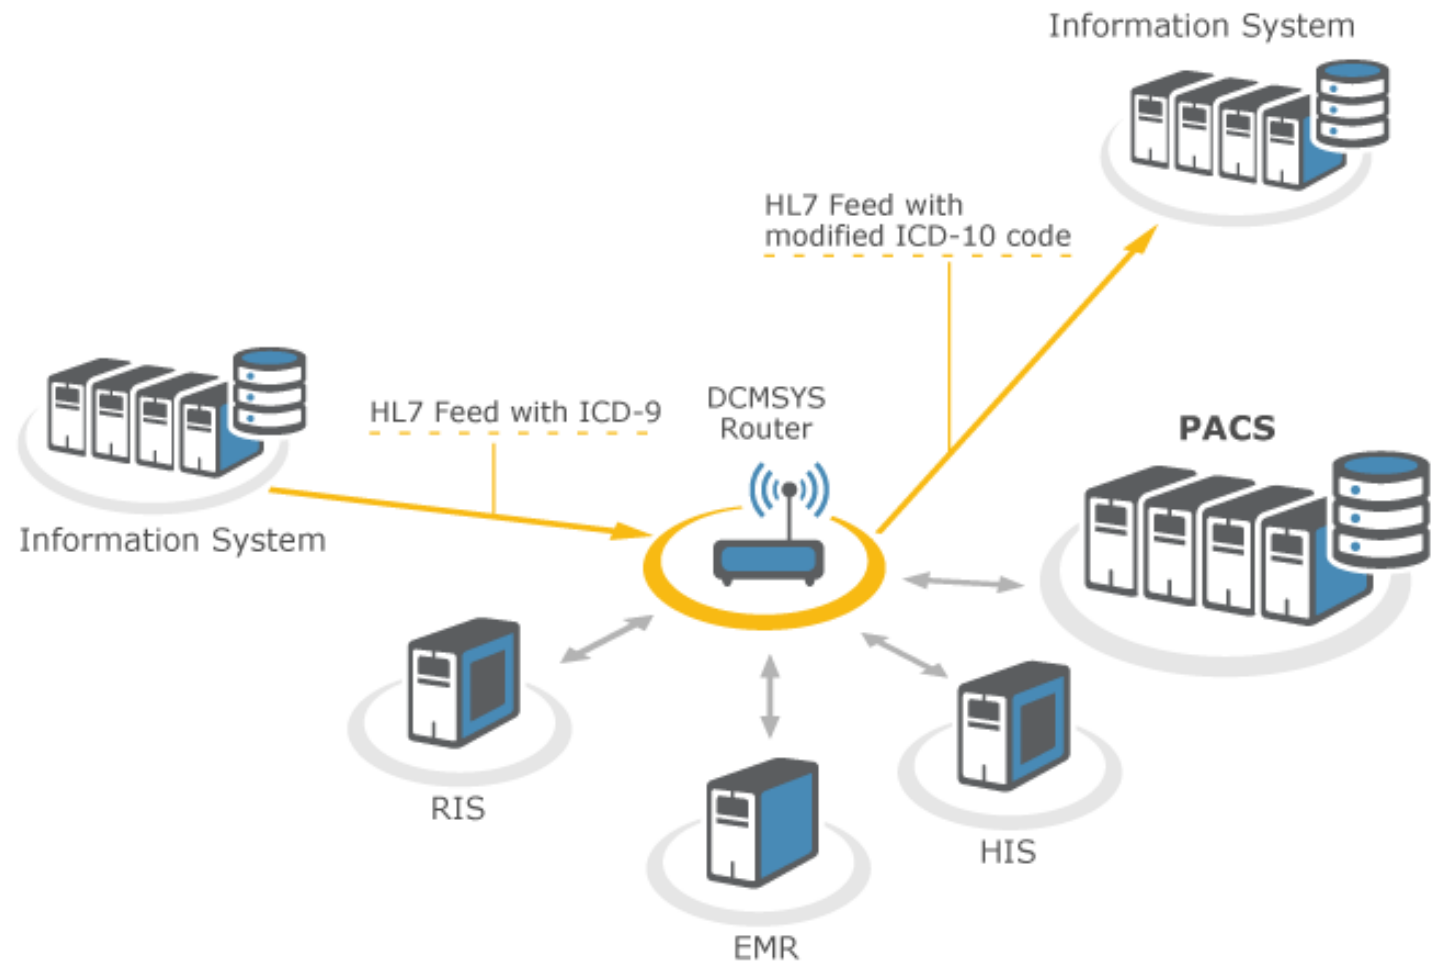 Information System
HL7 Feed with
modified ICD-10 code
HL7 Feed with ICD-9
DCMSYS
Router
PACS
Information System
RIS
HIS
EMR